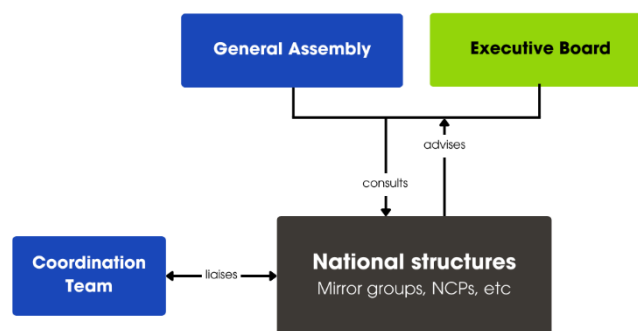 General Assembly
Executive Board
advises
consults
National structures
Mirror groups, NCPs, etc
Coordination
Team
liaises